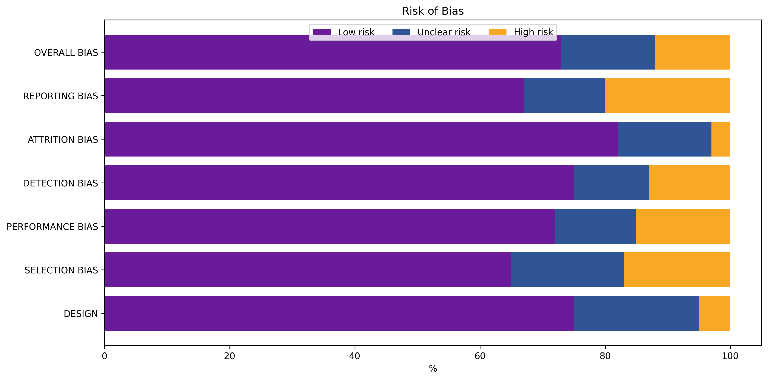 Risk of Bias
Low risk Unclear risk High risk
OVERALL BIAS
REPORTING BIAS
ATTRITION BIAS
DETECTION BIAS
PERFORMANCE BIAS
SELECTION BIAS
DESIGN
0 20 40 60 80 100
%